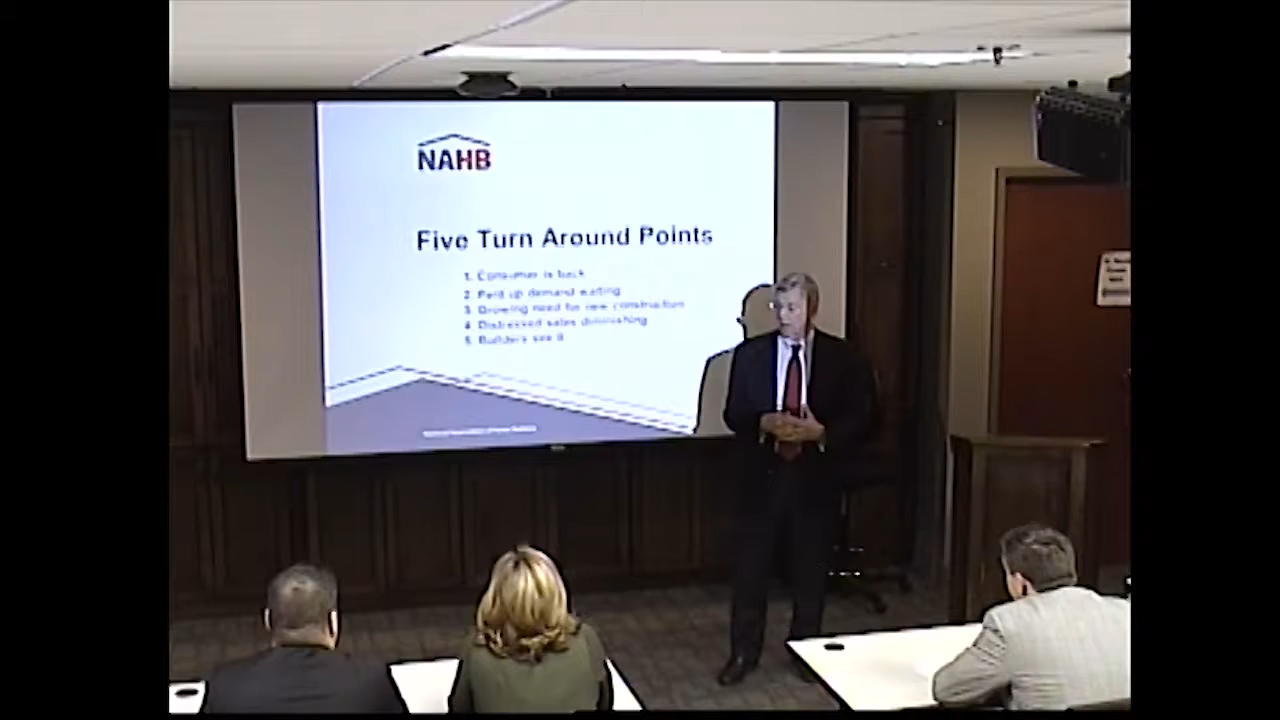 NAHB
Five Turn Around Points
1. Consumer is back
2. Pent up demand waiting
3. Growing need for new construction
4. Distressed sales diminishing
5. Builders see it